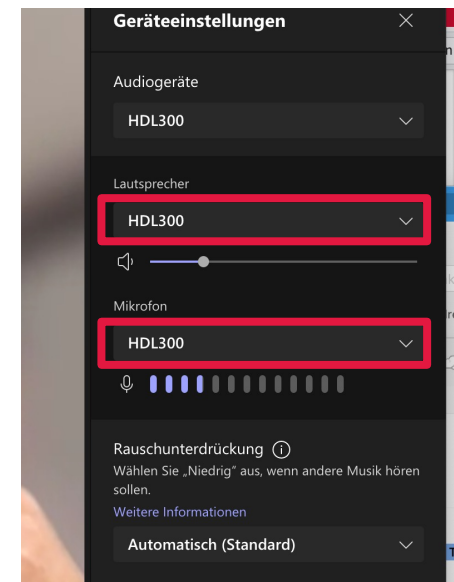 Geräteeinstellungen
Audiogeräte
HDL300
Lautsprecher
HDL300
Mikrofon
HDL300
Rauschunterdrückung
Wählen Sie „Niedrig" aus, wenn andere Musik hören
sollen.
Weitere Informationen
Automatisch (Standard)